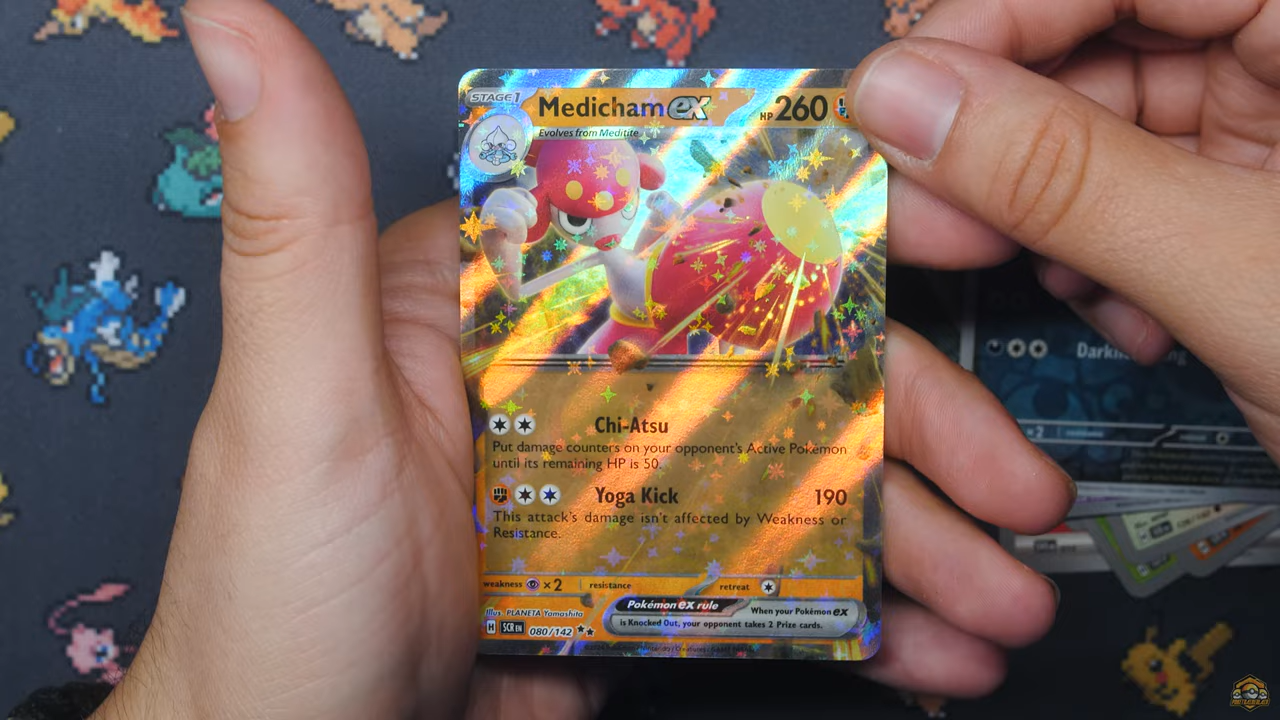 STAGE 1
Medicham ex HP 260
Evolves from Meditite
Chi-Atsu
Put damage counters on your opponent's Active Pokémon
until its remaining HP is 50.
Yoga Kick 190
This attack's damage isn't affected by Weakness or
Resistance.
weakness ×2 resistance retreat
Illus. PLANETA Yamashita
Pokémon ex rule
When your Pokémon ex
is Knocked Out, your opponent takes 2 Prize cards.
H SCR EN 080/142